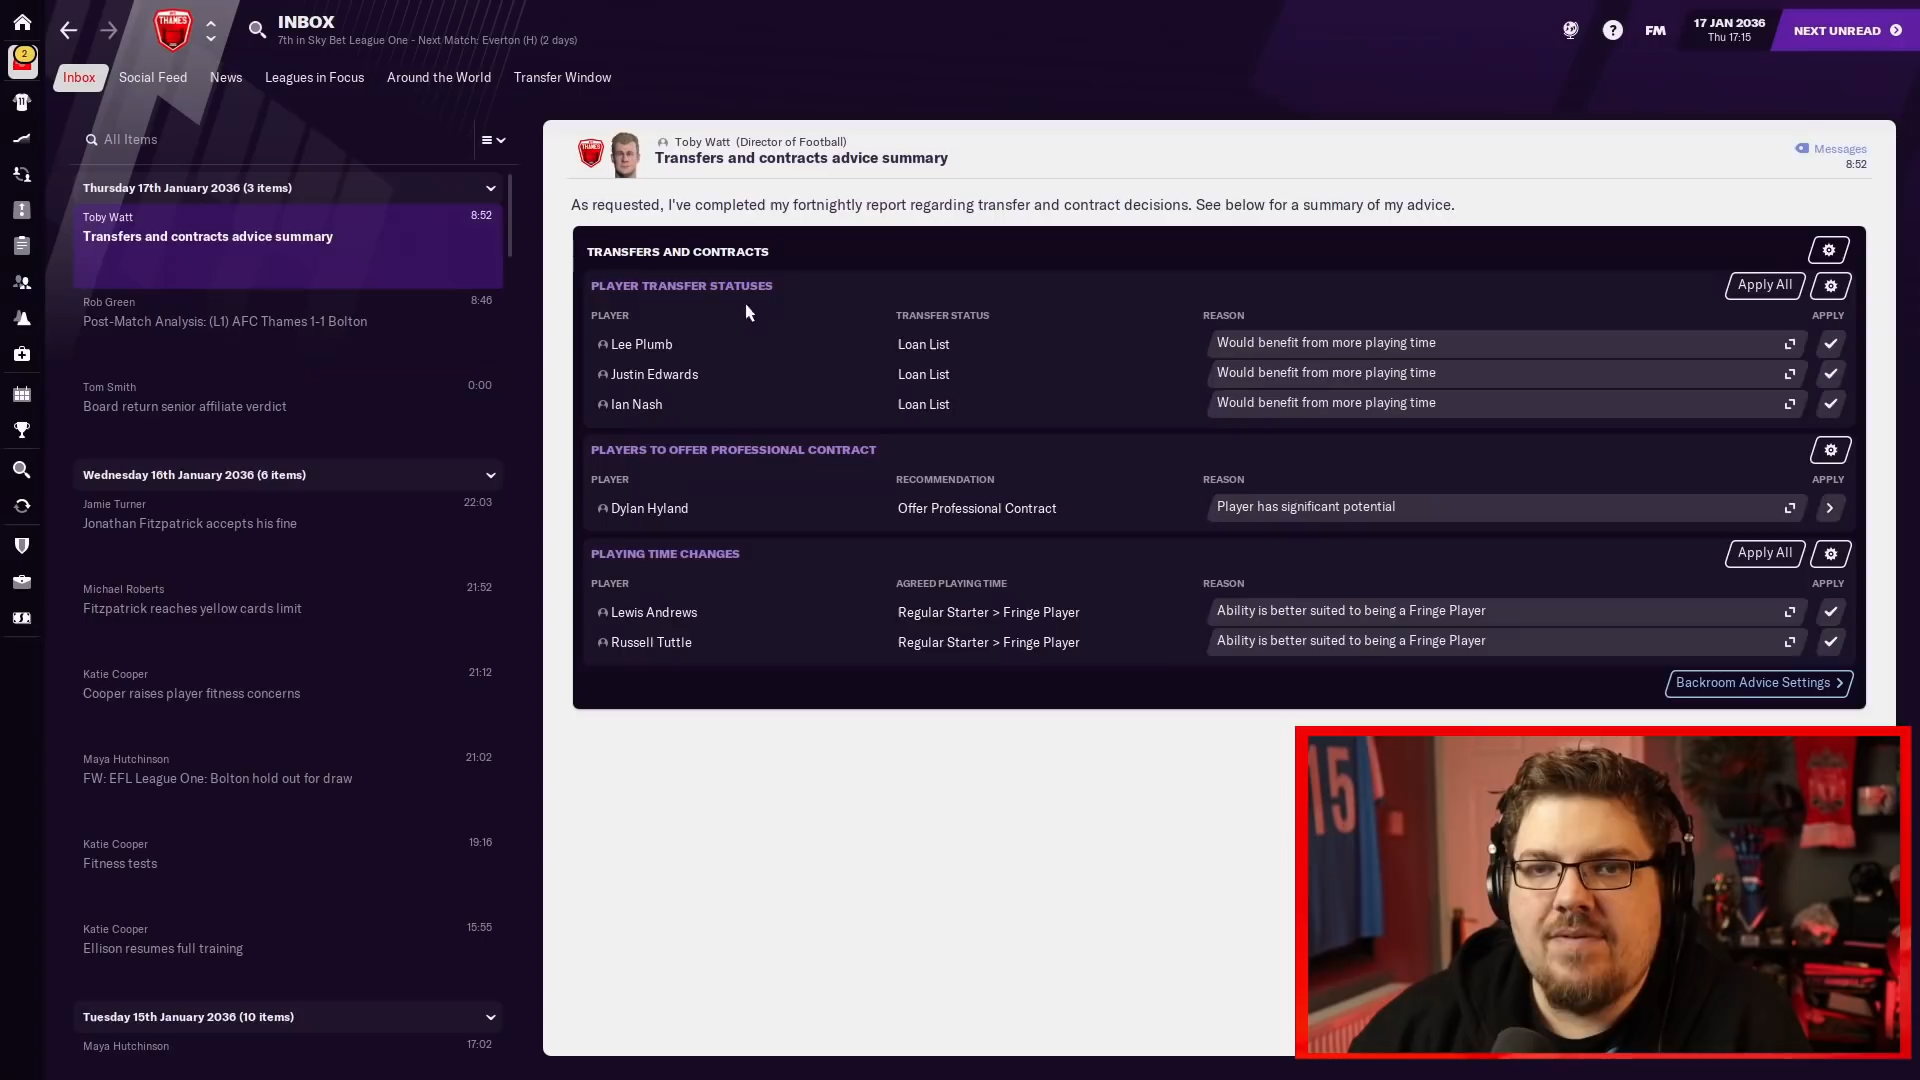 INBOX
7th in Sky Bet League One - Next Match: Everton (H) (2 days)
FM
17 JAN 2036
Thu 17:15
NEXT UNREAD
2
THAMES
Inbox
Social Feed
News
Leagues in Focus
Around the World
Transfer Window
All Items
Thursday 17th January 2036 (3 items)
Toby Watt
8:52
Transfers and contracts advice summary
Rob Green
8:46
Post-Match Analysis: (L1) AFC Thames 1-1 Bolton
Tom Smith
0:00
Board return senior affiliate verdict
Wednesday 16th January 2036 (6 items)
Jamie Turner
22:03
Jonathan Fitzpatrick accepts his fine
Michael Roberts
21:52
Fitzpatrick reaches yellow cards limit
Katie Cooper
21:12
Cooper raises player fitness concerns
Maya Hutchinson
21:02
FW: EFL League One: Bolton hold out for draw
Katie Cooper
19:16
Fitness tests
Katie Cooper
15:55
Ellison resumes full training
Tuesday 15th January 2036 (10 items)
Maya Hutchinson
17:02
Toby Watt (Director of Football)
Transfers and contracts advice summary
Messages
8:52
As requested, I've completed my fortnightly report regarding transfer and contract decisions. See below for a summary of my advice.
TRANSFERS AND CONTRACTS
PLAYER TRANSFER STATUSES
Apply All
PLAYER TRANSFER STATUS REASON APPLY
Lee Plumb Loan List Would benefit from more playing time
Justin Edwards Loan List Would benefit from more playing time
Ian Nash Loan List Would benefit from more playing time
PLAYERS TO OFFER PROFESSIONAL CONTRACT
PLAYER RECOMMENDATION REASON APPLY
Dylan Hyland Offer Professional Contract Player has significant potential
PLAYING TIME CHANGES
Apply All
PLAYER AGREED PLAYING TIME REASON APPLY
Lewis Andrews Regular Starter > Fringe Player Ability is better suited to being a Fringe Player
Russell Tuttle Regular Starter > Fringe Player Ability is better suited to being a Fringe Player
Backroom Advice Settings
15